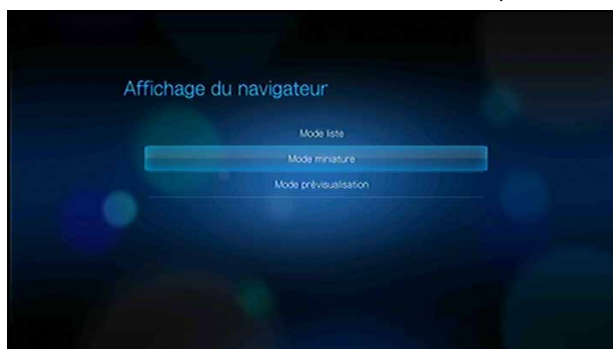 Affichage du navigateur
Mode liste
Mode miniature
Mode prévisualisation